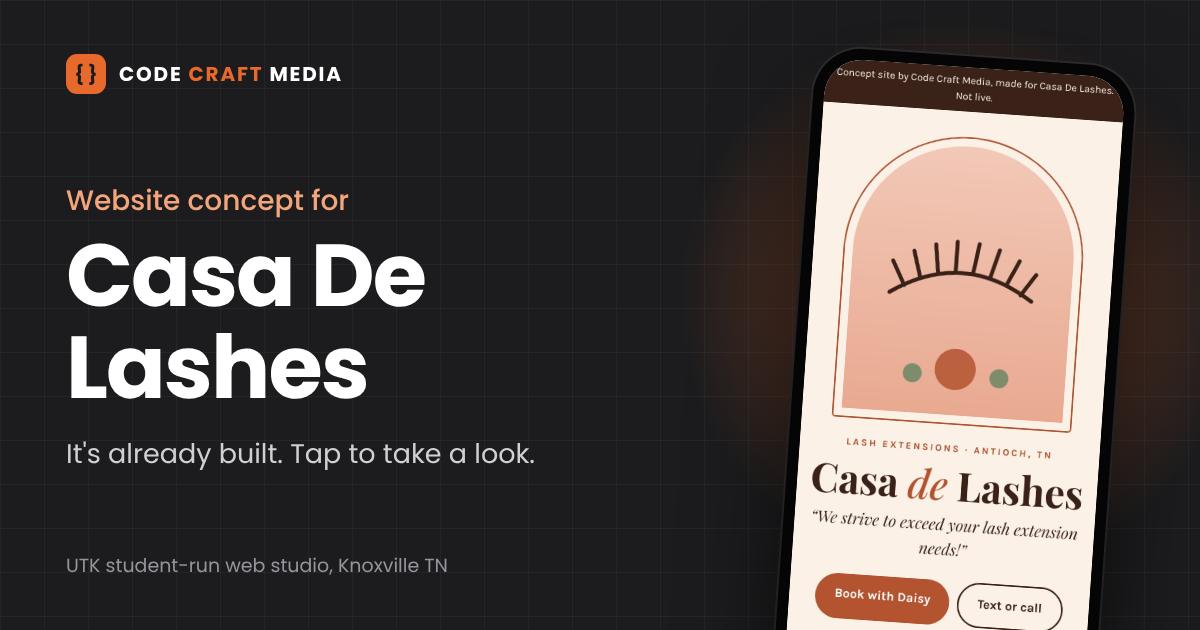 { } CODE CRAFT MEDIA
Website concept for
Casa De
Lashes
It's already built. Tap to take a look.
UTK student-run web studio, Knoxville TN
Concept site by Code Craft Media, made for Casa De Lashes.
Not live.
LASH EXTENSIONS · ANTIOCH, TN
Casa de Lashes
“We strive to exceed your lash extension
needs!”
Book with Daisy
Text or call